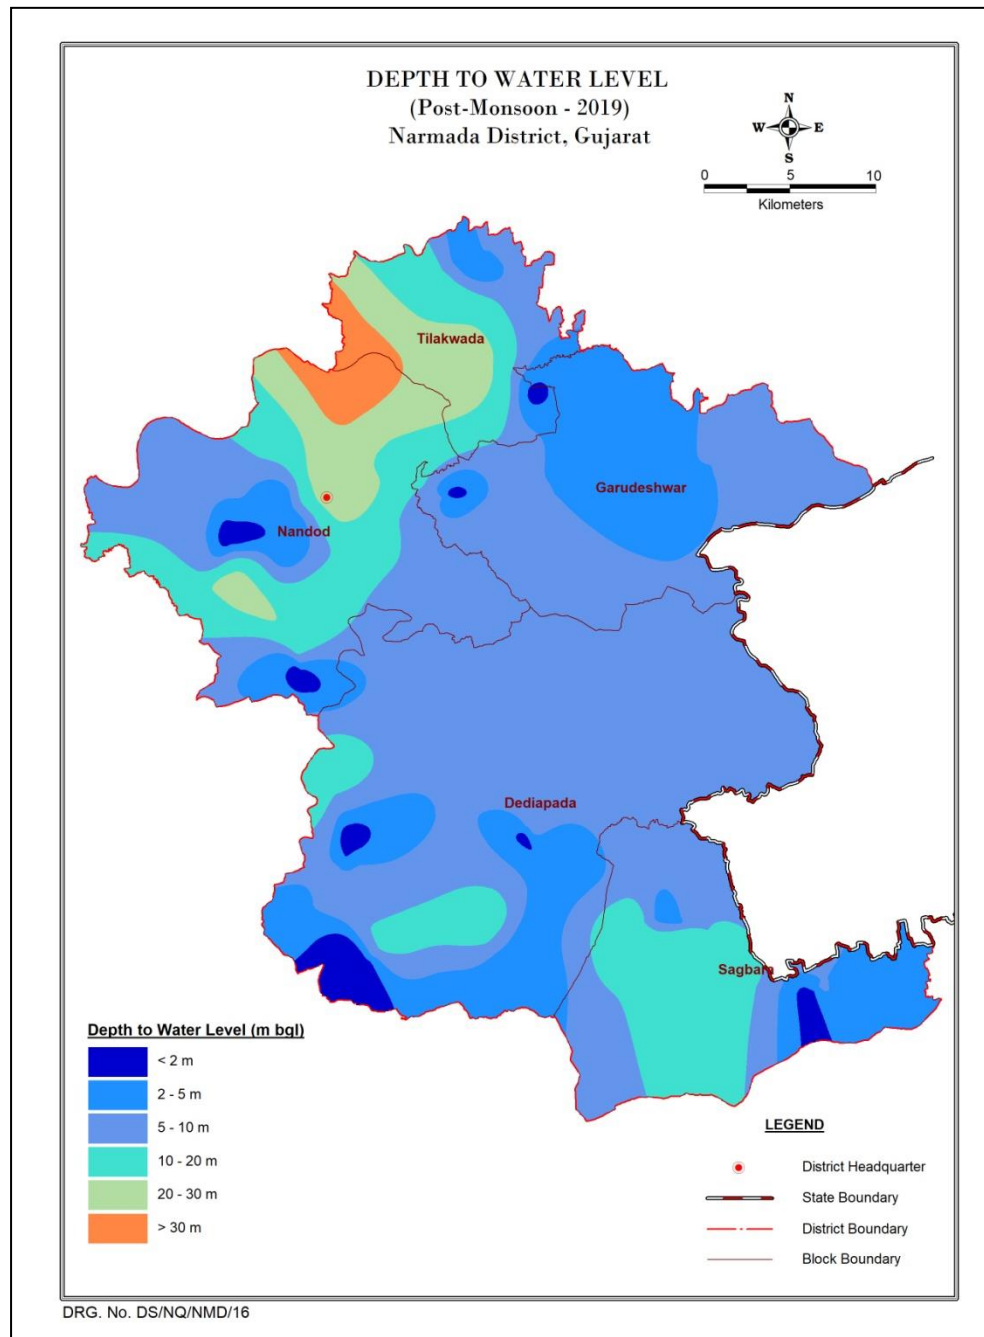 DEPTH TO WATER LEVEL
(Post-Monsoon - 2019)
Narmada District, Gujarat
N
W E
S
0 5 10
Kilometers
Tilakwada
Garudeshwar
Nandod
Dediapada
Sagbara
Depth to Water Level (m bgl)
< 2 m
2 - 5 m
5 - 10 m
10 - 20 m
20 - 30 m
> 30 m
LEGEND
District Headquarter
State Boundary
District Boundary
Block Boundary
DRG. No. DS/NQ/NMD/16